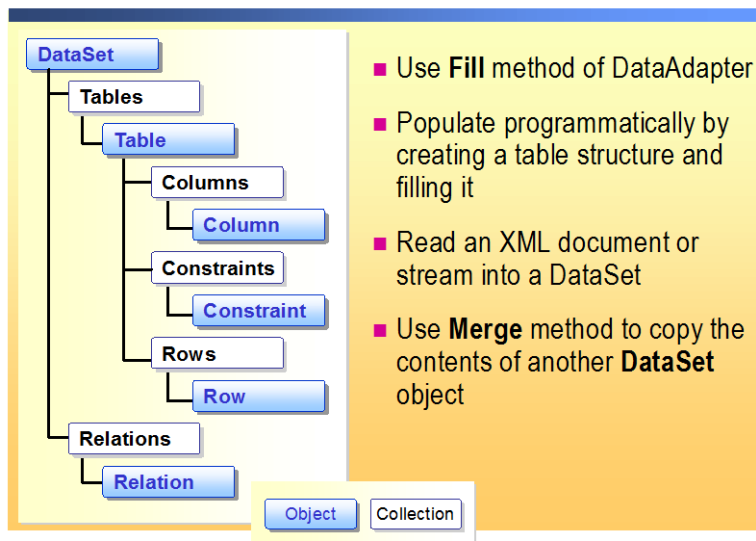 DataSet
Tables
Table
Columns
Column
Constraints
Constraint
Rows
Row
Relations
Relation
Object
Collection
Use Fill method of DataAdapter
Populate programmatically by
creating a table structure and
filling it
Read an XML document or
stream into a DataSet
Use Merge method to copy the
contents of another DataSet
object